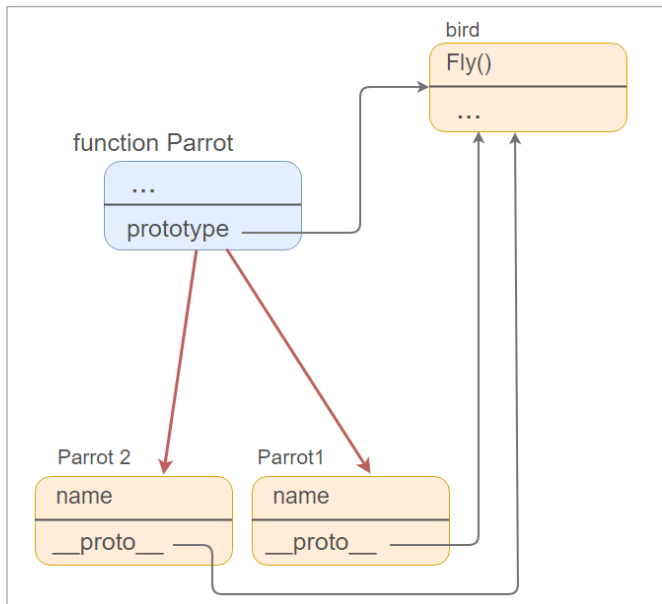 bird
Fly()
...
function Parrot
...
prototype
Parrot 2
name
__proto__
Parrot1
name
__proto__